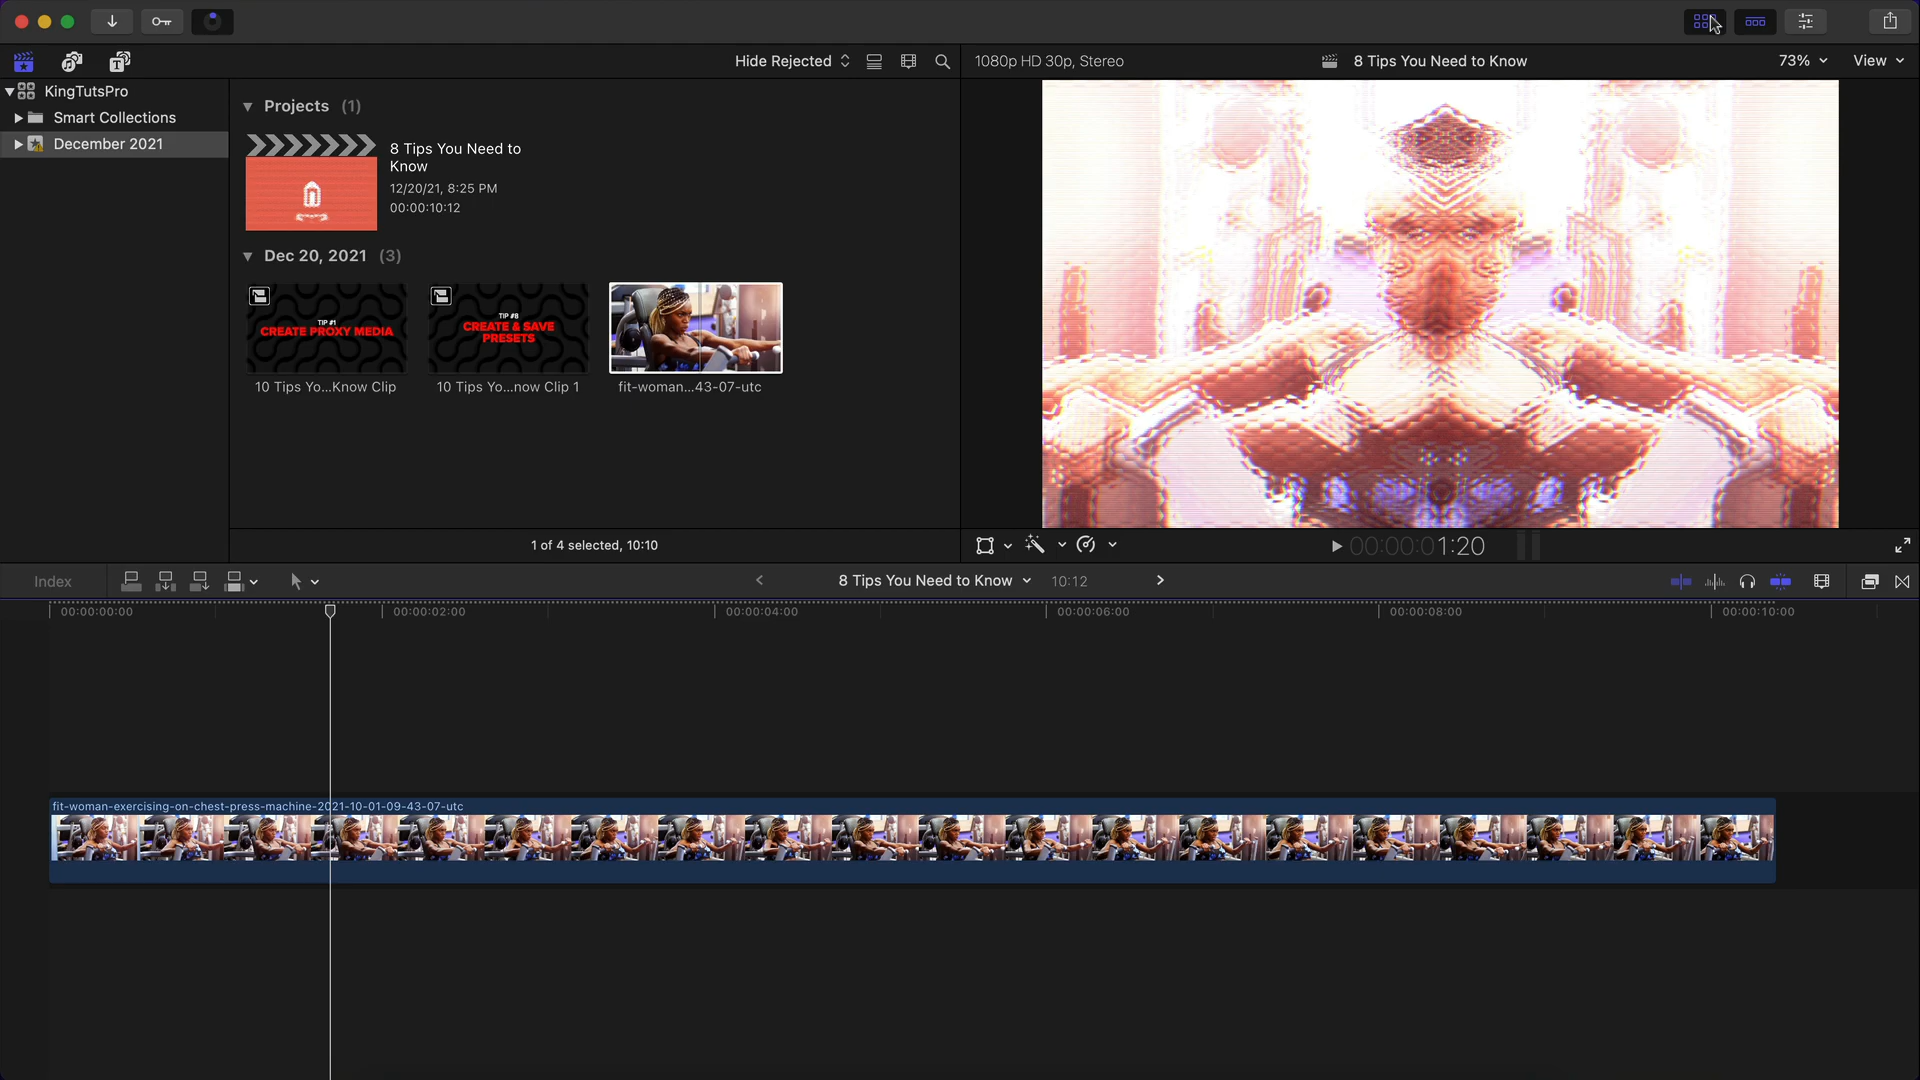 Hide Rejected
1080p HD 30p, Stereo
8 Tips You Need to Know
73%
View
KingTutsPro
Smart Collections
December 2021
Projects (1)
8 Tips You Need to
Know
12/20/21, 8:25 PM
00:00:10:12
Dec 20, 2021 (3)
TIP #1
CREATE PROXY MEDIA
TIP #8
CREATE & SAVE
PRESETS
10 Tips Yo...Know Clip
10 Tips Yo...now Clip 1
fit-woman...43-07-utc
1 of 4 selected, 10:10
00:00:01:20
Index
8 Tips You Need to Know
10:12
00:00:00:00
00:00:02:00
00:00:04:00
00:00:06:00
00:00:08:00
00:00:10:00
fit-woman-exercising-on-chest-press-machine-2021-10-01-09-43-07-utc